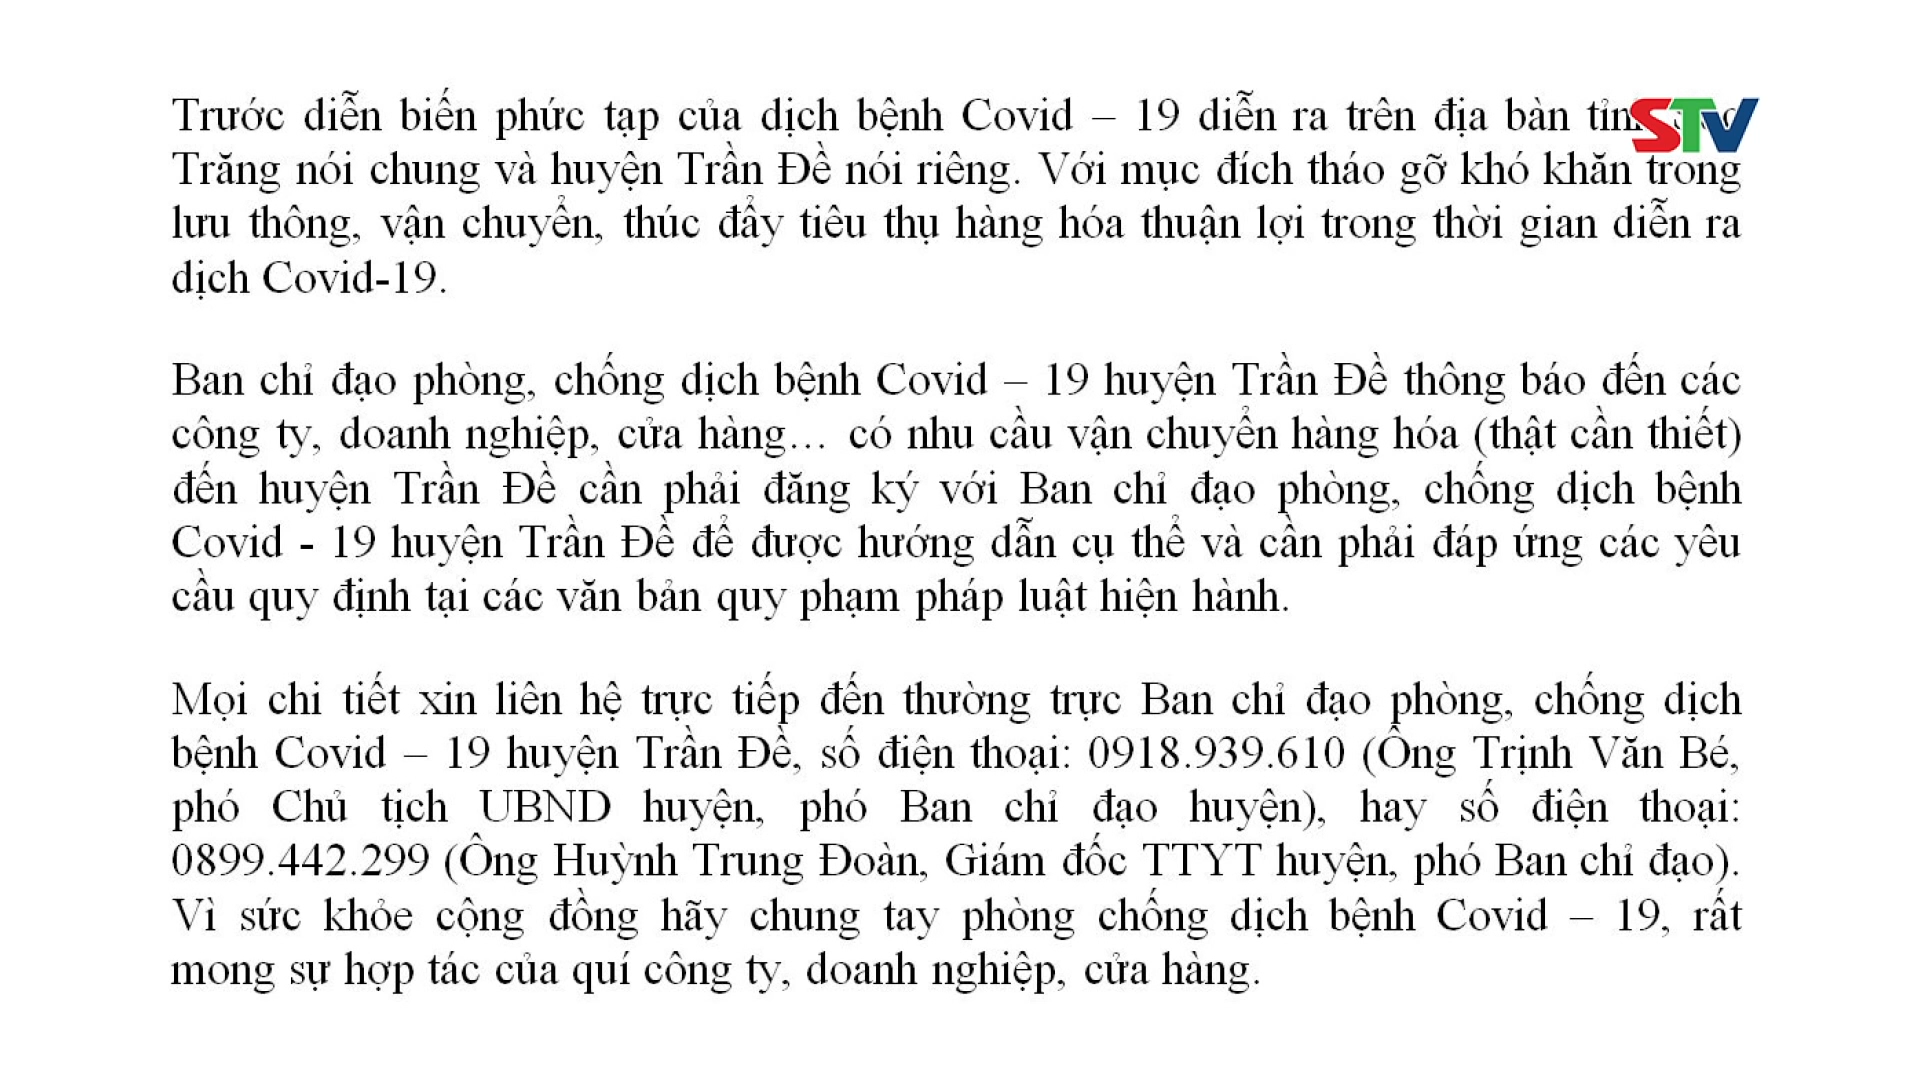 Trước diễn biến phức tạp của dịch bệnh Covid – 19 diễn ra trên địa bàn
STV
Trăng nói chung và huyện Trần Đề nói riêng. Với mục đích tháo gỡ khó khăn trong
lưu thông, vận chuyển, thúc đẩy tiêu thụ hàng hóa thuận lợi trong thời gian diễn ra
dịch Covid-19.
Ban chỉ đạo phòng, chống dịch bệnh Covid – 19 huyện Trần Đề thông báo đến các
công ty, doanh nghiệp, cửa hàng... có nhu cầu vận chuyển hàng hóa (thật cần thiết)
đến huyện Trần Đề cần phải đăng ký với Ban chỉ đạo phòng, chống dịch bệnh
Covid - 19 huyện Trần Đề để được hướng dẫn cụ thể và cần phải đáp ứng các yêu
cầu quy định tại các văn bản quy phạm pháp luật hiện hành.
Mọi chi tiết xin liên hệ trực tiếp đến thường trực Ban chỉ đạo phòng, chống dịch
bệnh Covid – 19 huyện Trần Đề, số điện thoại: 0918.939.610 (Ông Trịnh Văn Bé,
phó Chủ tịch UBND huyện, phó Ban chỉ đạo huyện), hay số điện thoại:
0899.442.299 (Ông Huỳnh Trung Đoàn, Giám đốc TTYT huyện, phó Ban chỉ đạo).
Vì sức khỏe cộng đồng hãy chung tay phòng chống dịch bệnh Covid – 19, rất
mong sự hợp tác của quí công ty, doanh nghiệp, cửa hàng.